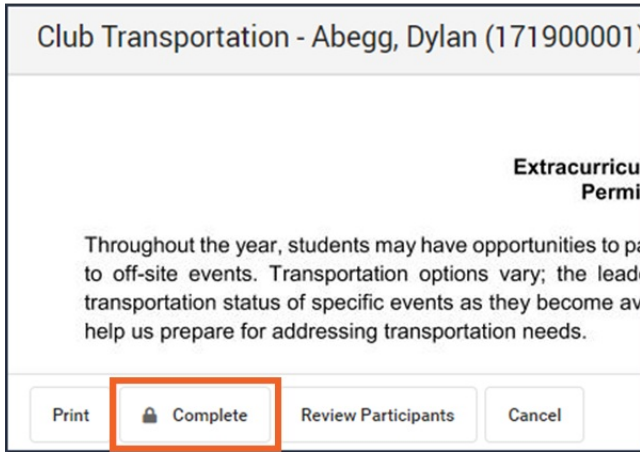 Club Transportation - Abegg, Dylan (171900001)
Extracurricu
Permi
Throughout the year, students may have opportunities to pa
to off-site events. Transportation options vary; the lead
transportation status of specific events as they become av
help us prepare for addressing transportation needs.
Print Complete Review Participants Cancel